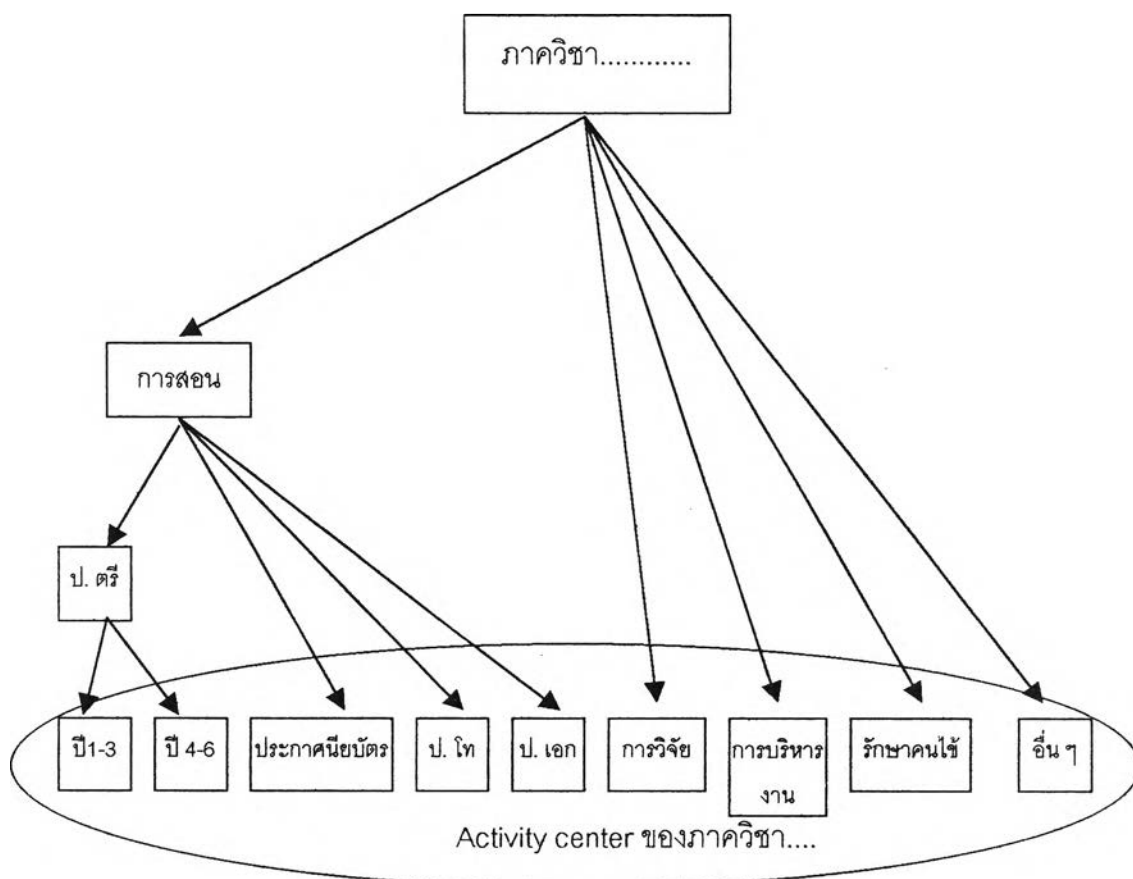 ภาควิชา............
การสอน
ป. ตรี
ปี1-3
ปี 4-6
ประกาศนียบัตร
ป. โท
ป. เอก
การวิจัย
การบริหาร
งาน
รักษาคนไข้
อื่น ๆ
Activity center ของภาควิชา....